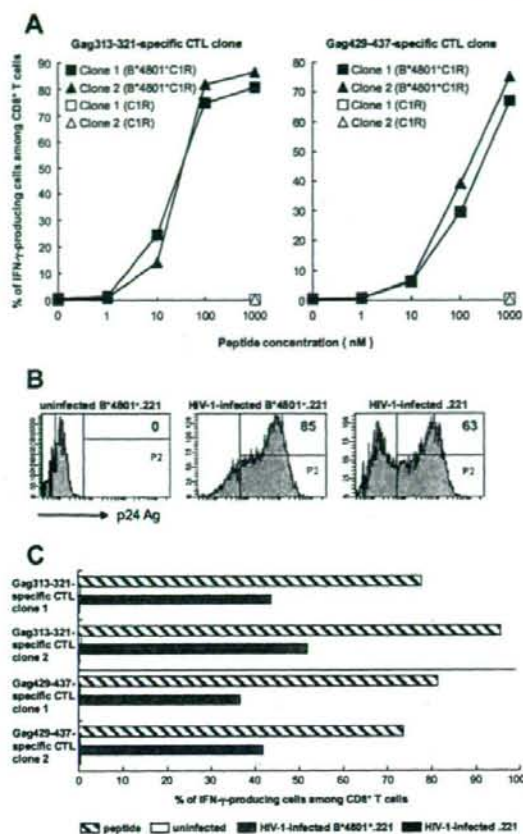 A
Gag313-321-specific CTL clone
Gag429-437-specific CTL clone
Clone 1 (B*4801+C1R)
Clone 2 (B*4801+C1R)
Clone 1 (C1R)
Clone 2 (C1R)
Clone 1 (B*4801+C1R)
Clone 2 (B*4801+C1R)
Clone 1 (C1R)
Clone 2 (C1R)
% of IFN-γ-producing cells among CD8+ T cells
90
80
70
60
50
40
30
20
10
0
80
70
60
50
40
30
20
10
0
0 1 10 100 1000
0 1 10 100 1000
Peptide concentration ( nM )
B
uninfected B*4801+.221
HIV-1-infected B*4801+.221
HIV-1-infected .221
0
85
63
P2
P2
P2
p24 Ag
C
Gag313-321-
specific CTL
clone 1
Gag313-321-
specific CTL
clone 2
Gag429-437-
specific CTL
clone 1
Gag429-437-
specific CTL
clone 2
0 10 20 30 40 50 60 70 80 90 100
% of IFN-γ-producing cells among CD8+ T cells
peptide uninfected HIV-1-infected B*4801+.221 HIV-1-infected .221